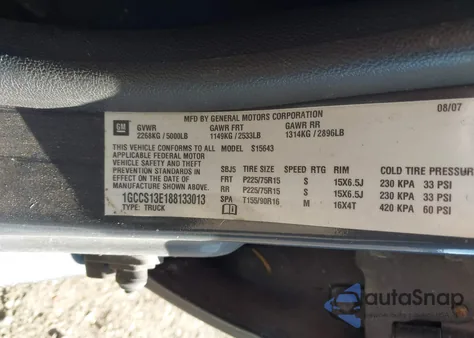 MFD BY GENERAL MOTORS CORPORATION 08/07
GM GVWR GAWR FRT GAWR RR
2268KG / 5000LB 1149KG / 2533LB 1314KG / 2896LB
THIS VEHICLE CONFORMS TO ALL MODEL S15643
APPLICABLE FEDERAL MOTOR
VEHICLE SAFETY AND THEFT
PREVENTION STANDARDS SBJ5 TIRE SIZE SPEED RTG RIM COLD TIRE PRESSUR
IN EFFECT ON THE DATE OF FRT P225/75R15 S 15X6.5J 230 KPA 33 PSI
MANUFACTURE SHOWN ABOVE. RR P225/75R15 S 15X6.5J 230 KPA 33 PSI
1GCCS13E188133013 SPA T155/90R16 M 16X4T 420 KPA 60 PSI
TYPE: TRUCK
autoSnap